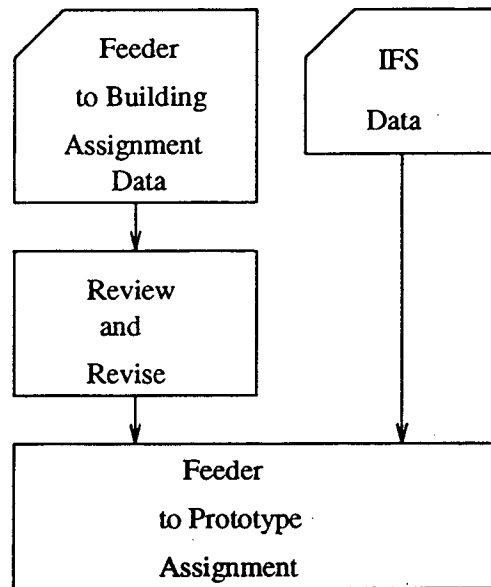 Feeder
to Building
Assignment
Data
IFS
Data
Review
and
Revise
Feeder
to Prototype
Assignment